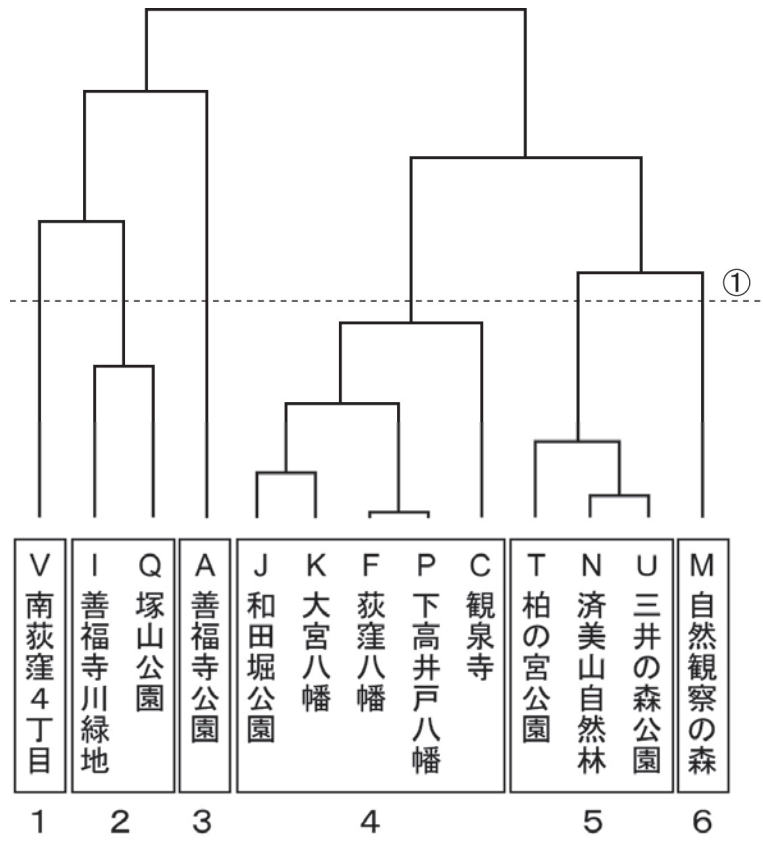 ①
V 南荻窪4丁目
I 善福寺川緑地
Q 塚山公園
A 善福寺公園
J 和田堀公園
K 大宮八幡
F 荻窪八幡
P 下高井戸八幡
C 観泉寺
T 柏の宮公園
N 済美山自然林
U 三井の森公園
M 自然観察の森
1
2
3
4
5
6